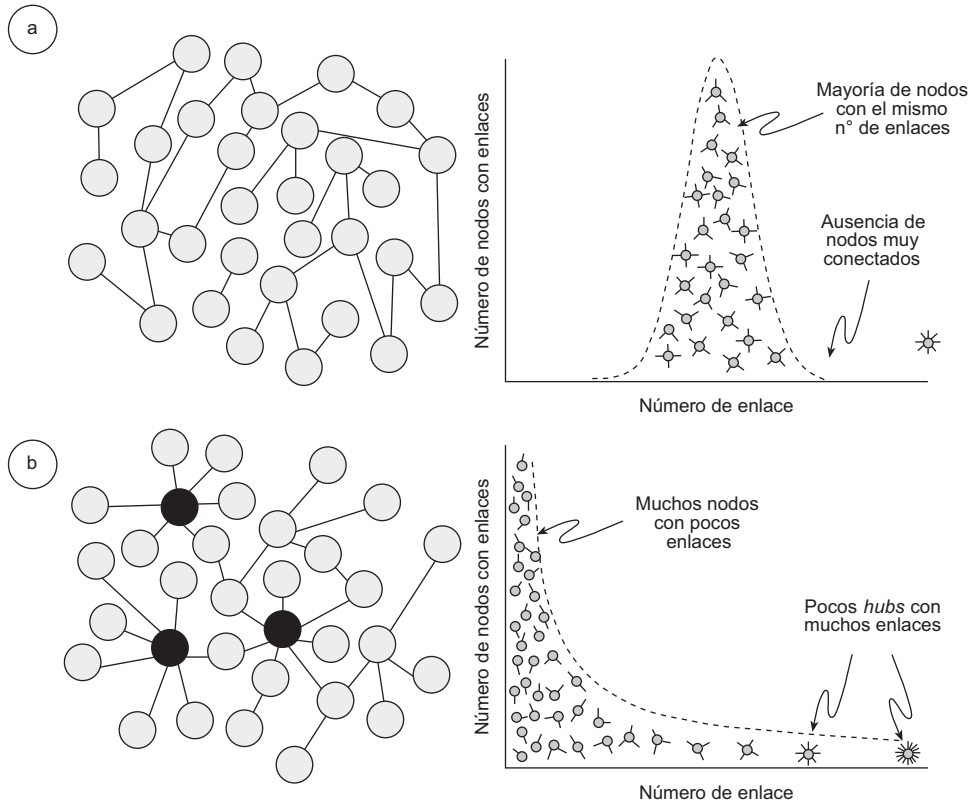 a
Número de nodos con enlaces
Mayoría de nodos
con el mismo
n° de enlaces
Ausencia de
nodos muy
conectados
Número de enlace
b
Número de nodos con enlaces
Muchos nodos
con pocos
enlaces
Pocos hubs con
muchos enlaces
Número de enlace